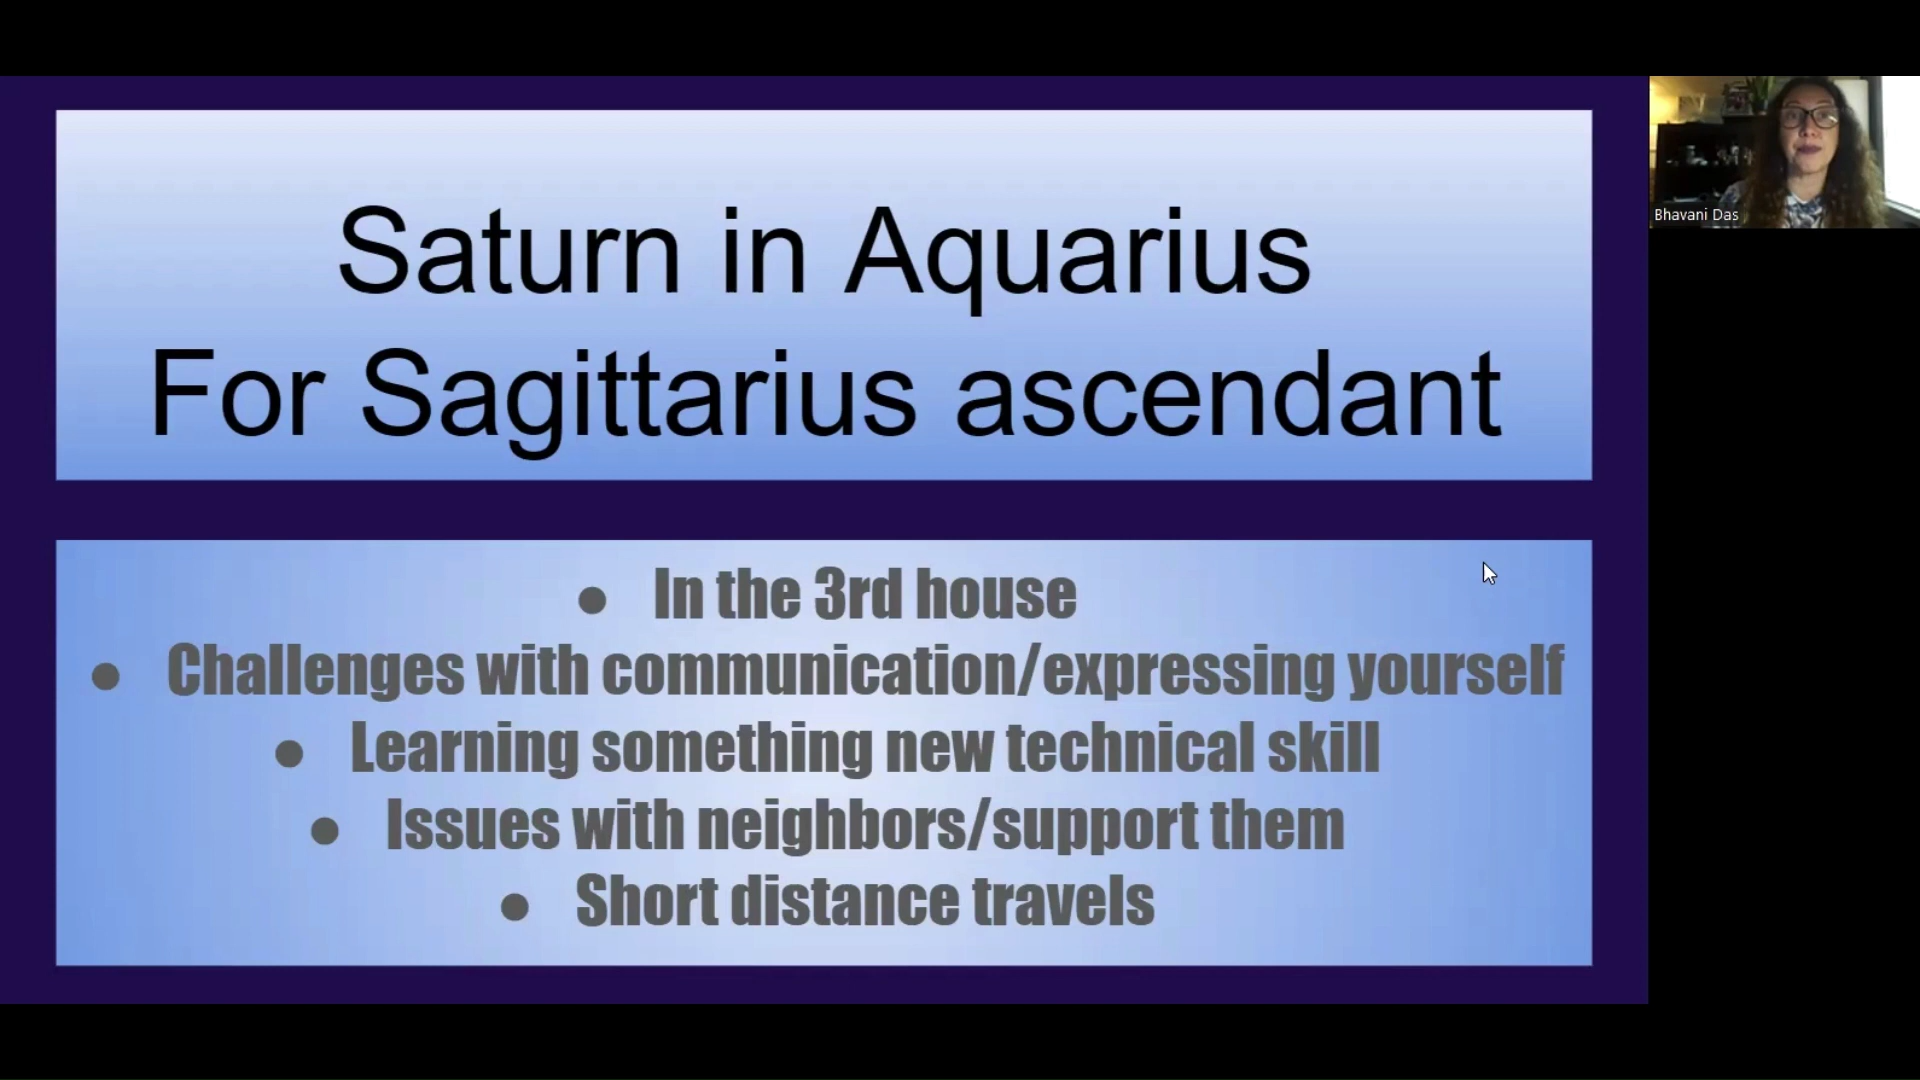 Saturn in Aquarius
For Sagittarius ascendant
● In the 3rd house
● Challenges with communication/expressing yourself
● Learning something new technical skill
● Issues with neighbors/support them
● Short distance travels
Bhavani Das